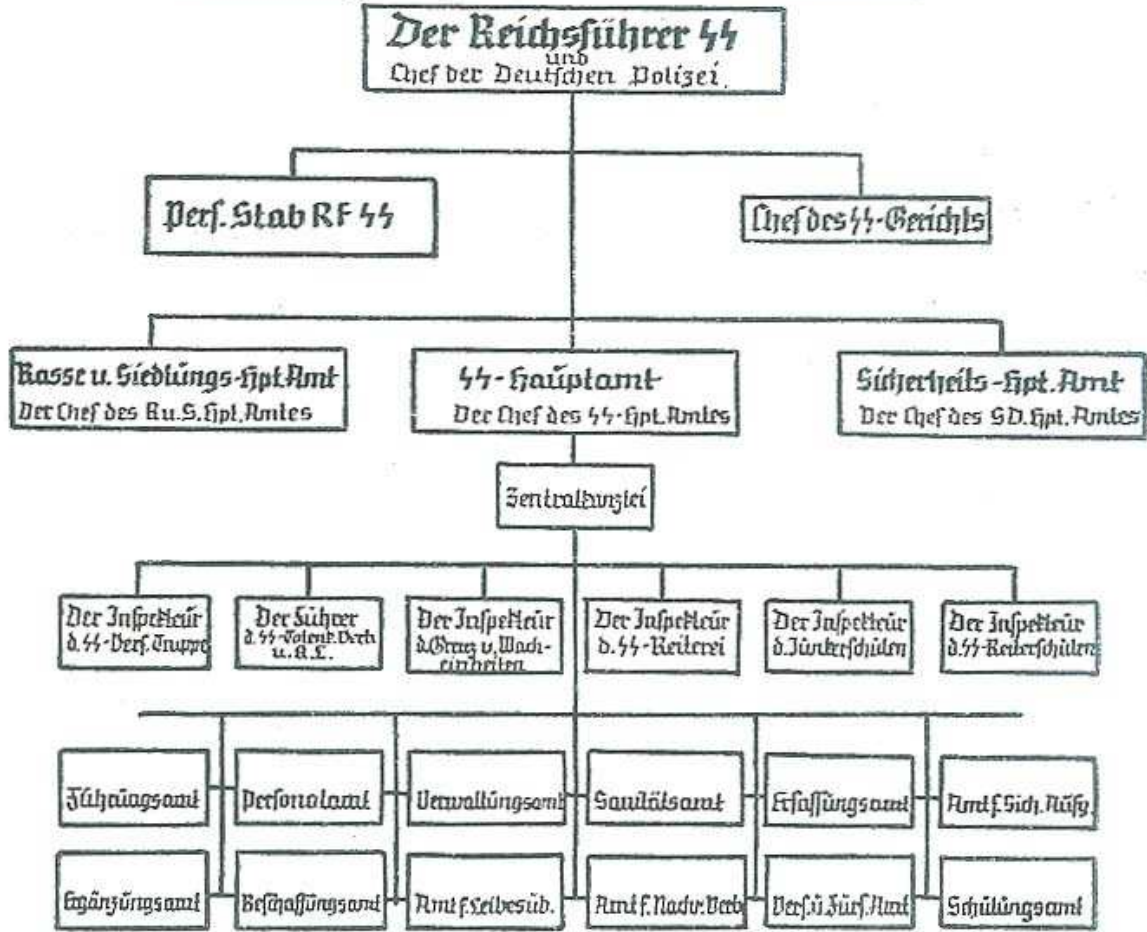 Der Reichsführer SS
und
Chef der Deutschen Polizei.
Pers. Stab RF SS
Chef des SS-Gerichts
Rasse u. Siedlungs-Hpt. Amt
Der Chef des R.u.S. Hpt. Amtes
SS-Hauptamt
Der Chef des SS-Hpt. Amtes
Sicherheits-Hpt. Amt
Der Chef des SD. Hpt. Amtes
Zentralkanzlei
Der Inspekteur
d. SS-Verf. Truppe
Der Führer
d. SS-Totenk. Verb.
u. K.L.
Der Inspekteur
d. Grenz u. Wach-
einheiten
Der Inspekteur
d. SS-Reiterei
Der Inspekteur
d. Junkerschulen
Der Inspekteur
d. SS-Reiterschulen
Führungsamt
Personalamt
Verwaltungsamt
Sanitätsamt
Erfassungsamt
Amt f. Sich. Aufg.
Ergänzungsamt
Beschaffungsamt
Amt f. Leibesüb.
Amt f. Nachr. Verb.
Vers. u. Fürs. Amt
Schulungsamt